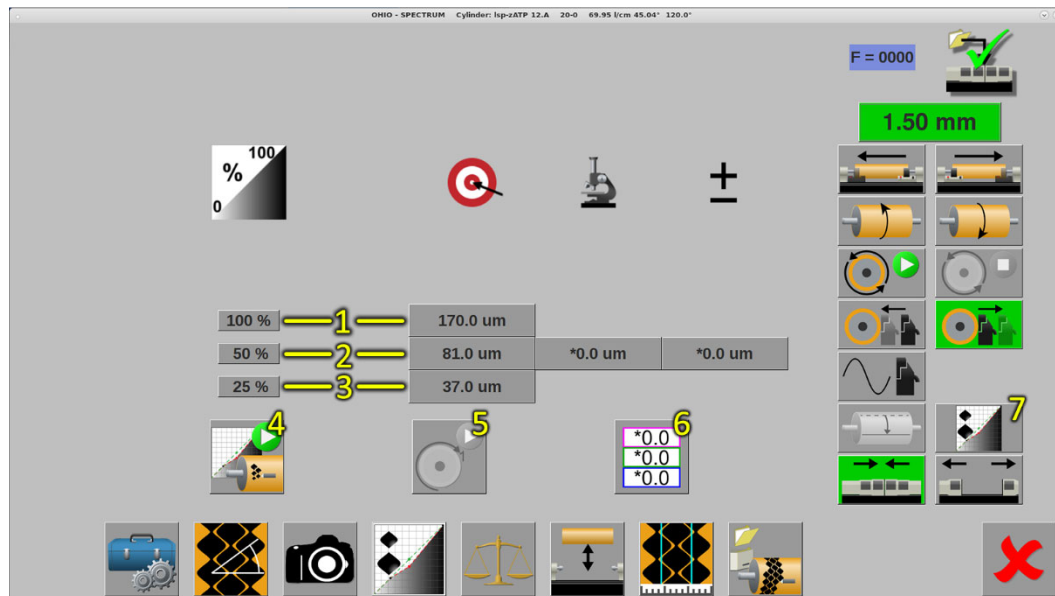 OHIO - SPECTRUM Cylinder: lsp-zATP 12.A 20-0 69.95 l/cm 45.04° 120.0°
F = 0000
1.50 mm
% 100
0
±
100 % 1 170.0 um
50 % 2 81.0 um *0.0 um *0.0 um
25 % 3 37.0 um
4 5 6 7
*0.0
*0.0
*0.0